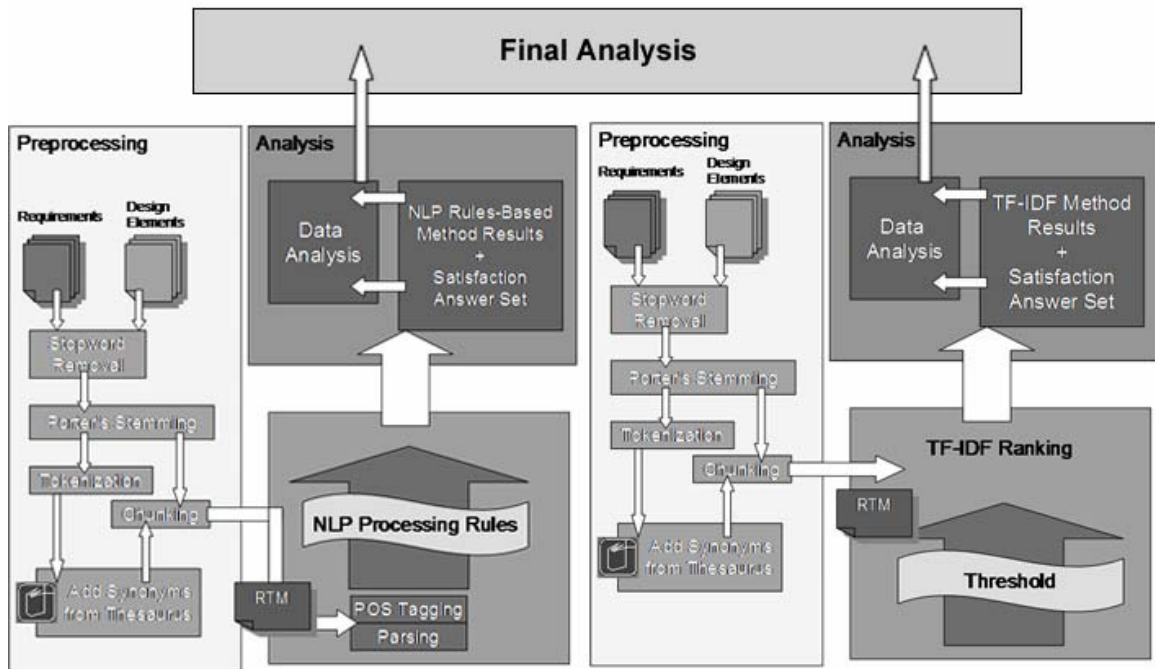 Final Analysis
Preprocessing
Requirements
Design
Elements
Stopword
Removal
Porter's Stemming
Tokenization
Chunking
Add Synonyms
from Thesaurus
Analysis
Data
Analysis
NLP Rules-Based
Method Results
+
Satisfaction
Answer Set
NLP Processing Rules
RTM
POS Tagging
Parsing
Preprocessing
Requirements
Design
Elements
Stopword
Removal
Porter's Stemming
Tokenization
Chunking
Add Synonyms
from Thesaurus
Analysis
Data
Analysis
TF-IDF Method
Results
+
Satisfaction
Answer Set
TF-IDF Ranking
RTM
Threshold